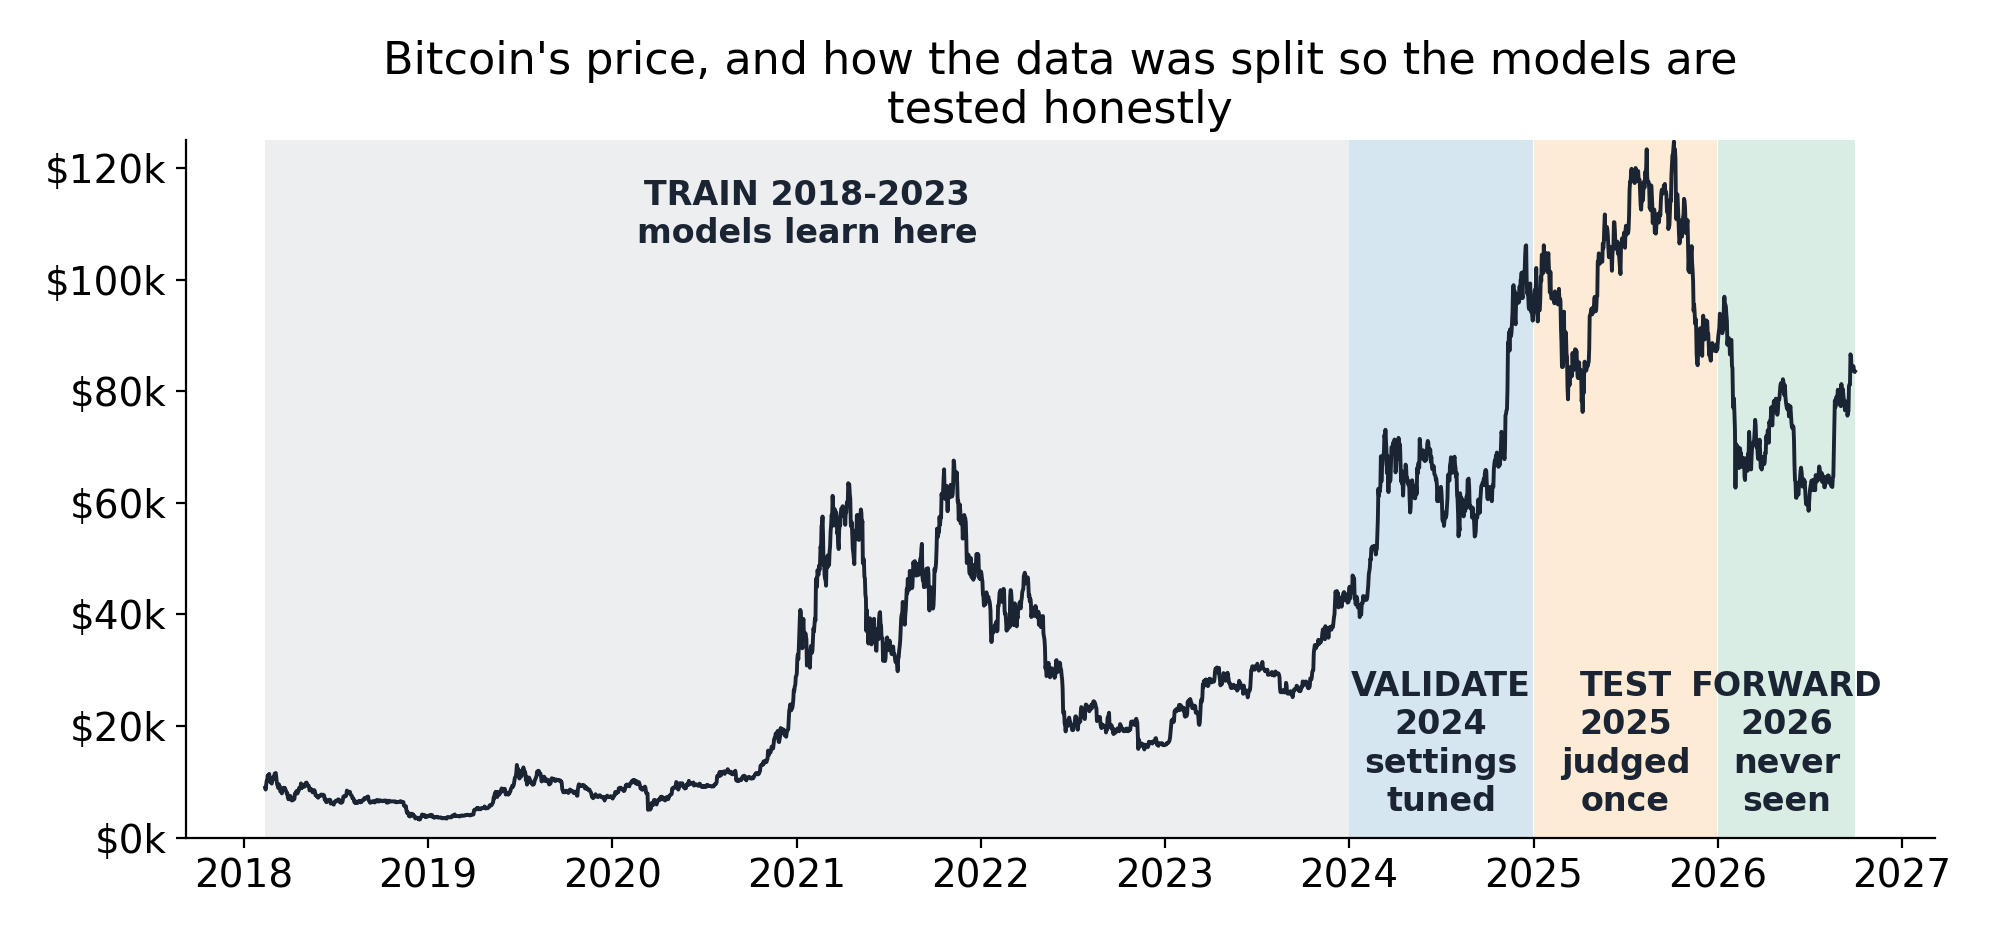 Bitcoin's price, and how the data was split so the models are
tested honestly
$120k
$100k
$80k
$60k
$40k
$20k
$0k
TRAIN 2018-2023
models learn here
VALIDATE
2024
settings
tuned
TEST
2025
judged
once
FORWARD
2026
never
seen
2018 2019 2020 2021 2022 2023 2024 2025 2026 2027